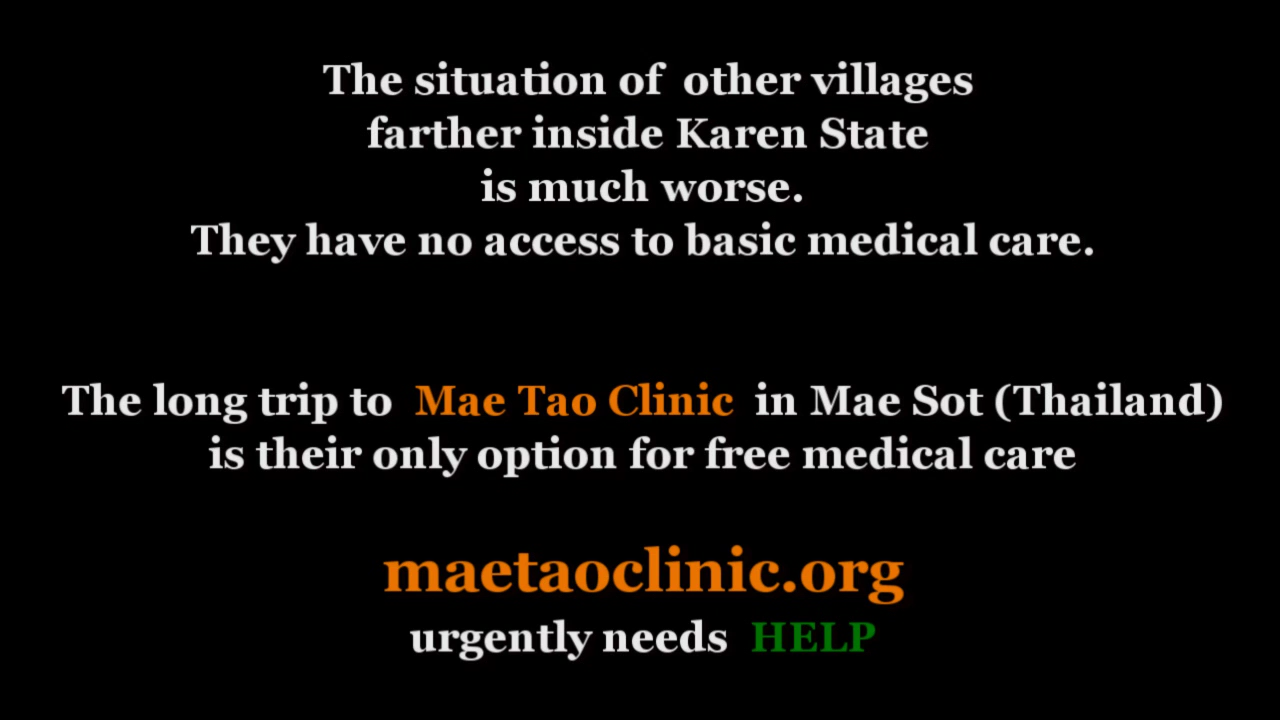 The situation of other villages
farther inside Karen State
is much worse.
They have no access to basic medical care.
The long trip to Mae Tao Clinic in Mae Sot (Thailand)
is their only option for free medical care
maetaoclinic.org
urgently needs HELP